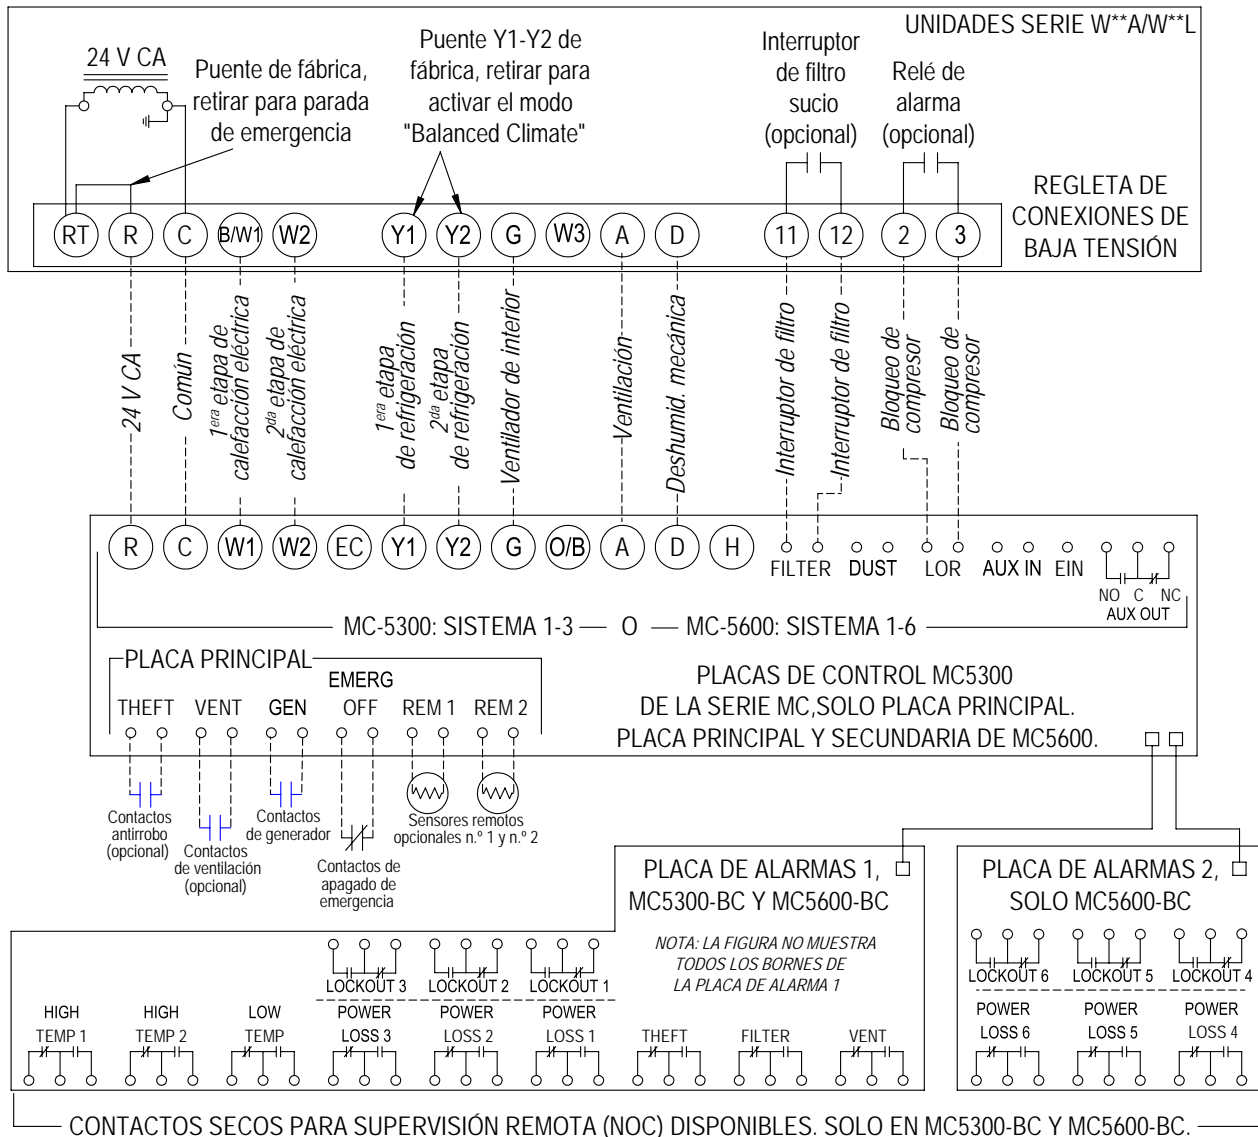 UNIDADES SERIE W**A/W**L
24 V CA
Puente de fábrica,
retirar para parada
de emergencia
Puente Y1-Y2 de
fábrica, retirar para
activar el modo
"Balanced Climate"
Interruptor
de filtro
sucio
(opcional)
Relé de
alarma
(opcional)
REGLETA DE
CONEXIONES DE
BAJA TENSIÓN
RT R C B/W1 W2 Y1 Y2 G W3 A D 11 12 2 3
24 V CA
Común
1era etapa de
calefacción eléctrica
2da etapa de
calefacción eléctrica
1era etapa
de refrigeración
2da etapa
de refrigeración
Ventilador de interior
Ventilación
Deshumid. mecánica
Interruptor de filtro
Interruptor de filtro
Bloqueo de
compresor
Bloqueo de
compresor
R C W1 W2 EC Y1 Y2 G O/B A D H
FILTER DUST LOR AUX IN EIN
NO C NC
AUX OUT
MC-5300: SISTEMA 1-3 O MC-5600: SISTEMA 1-6
PLACA PRINCIPAL
THEFT VENT GEN EMERG
OFF REM 1 REM 2
PLACAS DE CONTROL MC5300
DE LA SERIE MC,SOLO PLACA PRINCIPAL.
PLACA PRINCIPAL Y SECUNDARIA DE MC5600.
Contactos
antirrobo
(opcional)
Contactos
de ventilación
(opcional)
Contactos
de generador
Contactos de
apagado de
emergencia
Sensores remotos
opcionales n.º 1 y n.º 2
PLACA DE ALARMAS 1,
MC5300-BC Y MC5600-BC
NOTA: LA FIGURA NO MUESTRA
TODOS LOS BORNES DE
LA PLACA DE ALARMA 1
PLACA DE ALARMAS 2,
SOLO MC5600-BC
LOCKOUT 3 LOCKOUT 2 LOCKOUT 1
LOCKOUT 6 LOCKOUT 5 LOCKOUT 4
HIGH
TEMP 1
HIGH
TEMP 2
LOW
TEMP
POWER
LOSS 3
POWER
LOSS 2
POWER
LOSS 1
THEFT
FILTER
VENT
POWER
LOSS 6
POWER
LOSS 5
POWER
LOSS 4
CONTACTOS SECOS PARA SUPERVISIÓN REMOTA (NOC) DISPONIBLES. SOLO EN MC5300-BC Y MC5600-BC.